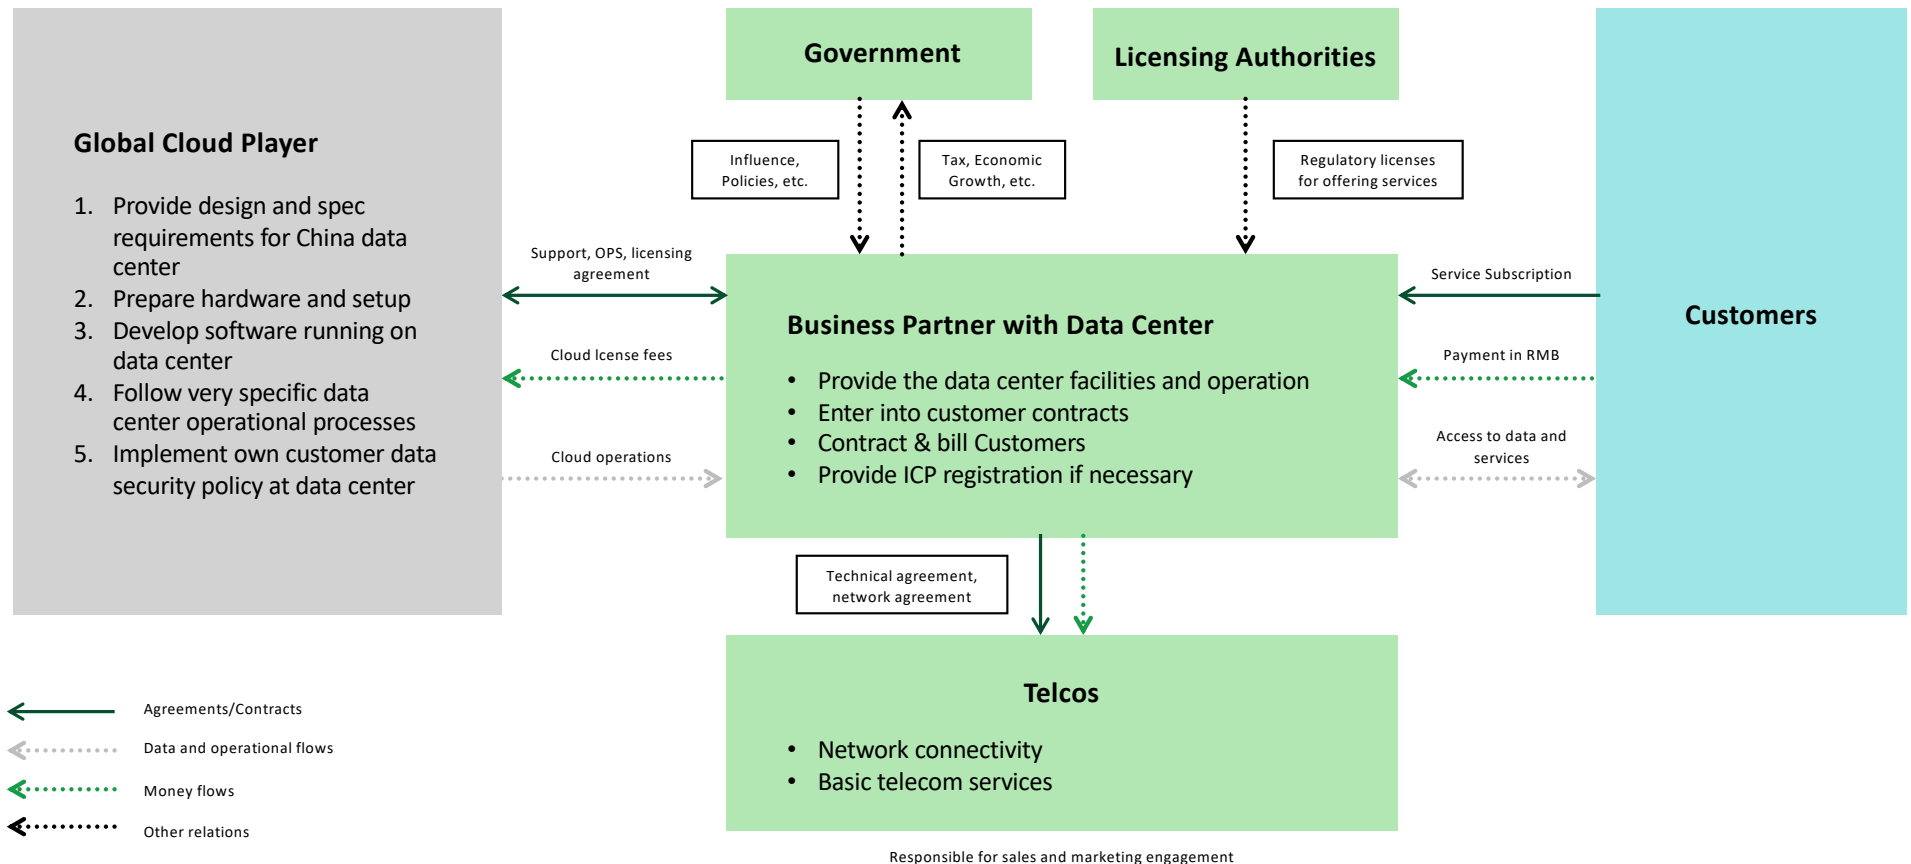 Government
Licensing Authorities
Global Cloud Player
1. Provide design and spec
requirements for China data
center
2. Prepare hardware and setup
3. Develop software running on
data center
4. Follow very specific data
center operational processes
5. Implement own customer data
security policy at data center
Influence,
Policies, etc.
Tax, Economic
Growth, etc.
Regulatory licenses
for offering services
Support, OPS, licensing
agreement
Cloud lcense fees
Cloud operations
Business Partner with Data Center
• Provide the data center facilities and operation
• Enter into customer contracts
• Contract & bill Customers
• Provide ICP registration if necessary
Service Subscription
Payment in RMB
Access to data and
services
Customers
Technical agreement,
network agreement
Telcos
• Network connectivity
• Basic telecom services
Agreements/Contracts
Data and operational flows
Money flows
Other relations
Responsible for sales and marketing engagement